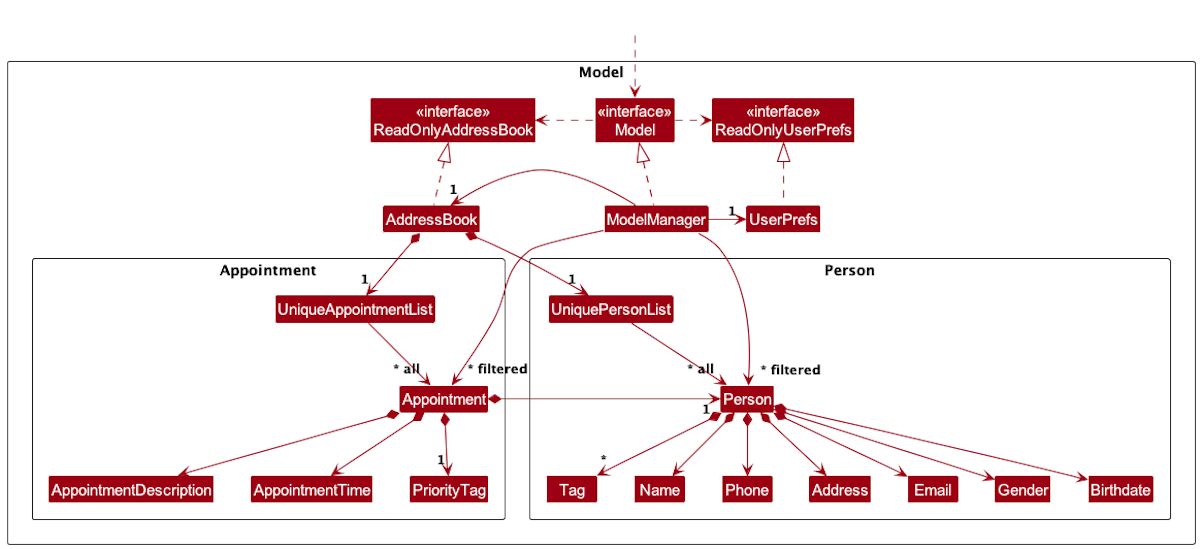 Model
«interface»
ReadOnlyAddressBook
«interface»
Model
«interface»
ReadOnlyUserPrefs
1
AddressBook
ModelManager
1
UserPrefs
Appointment
Person
1
1
UniqueAppointmentList
UniquePersonList
* all
* filtered
* all
* filtered
Appointment
Person
1
1
*
AppointmentDescription
AppointmentTime
PriorityTag
Tag
Name
Phone
Address
Email
Gender
Birthdate